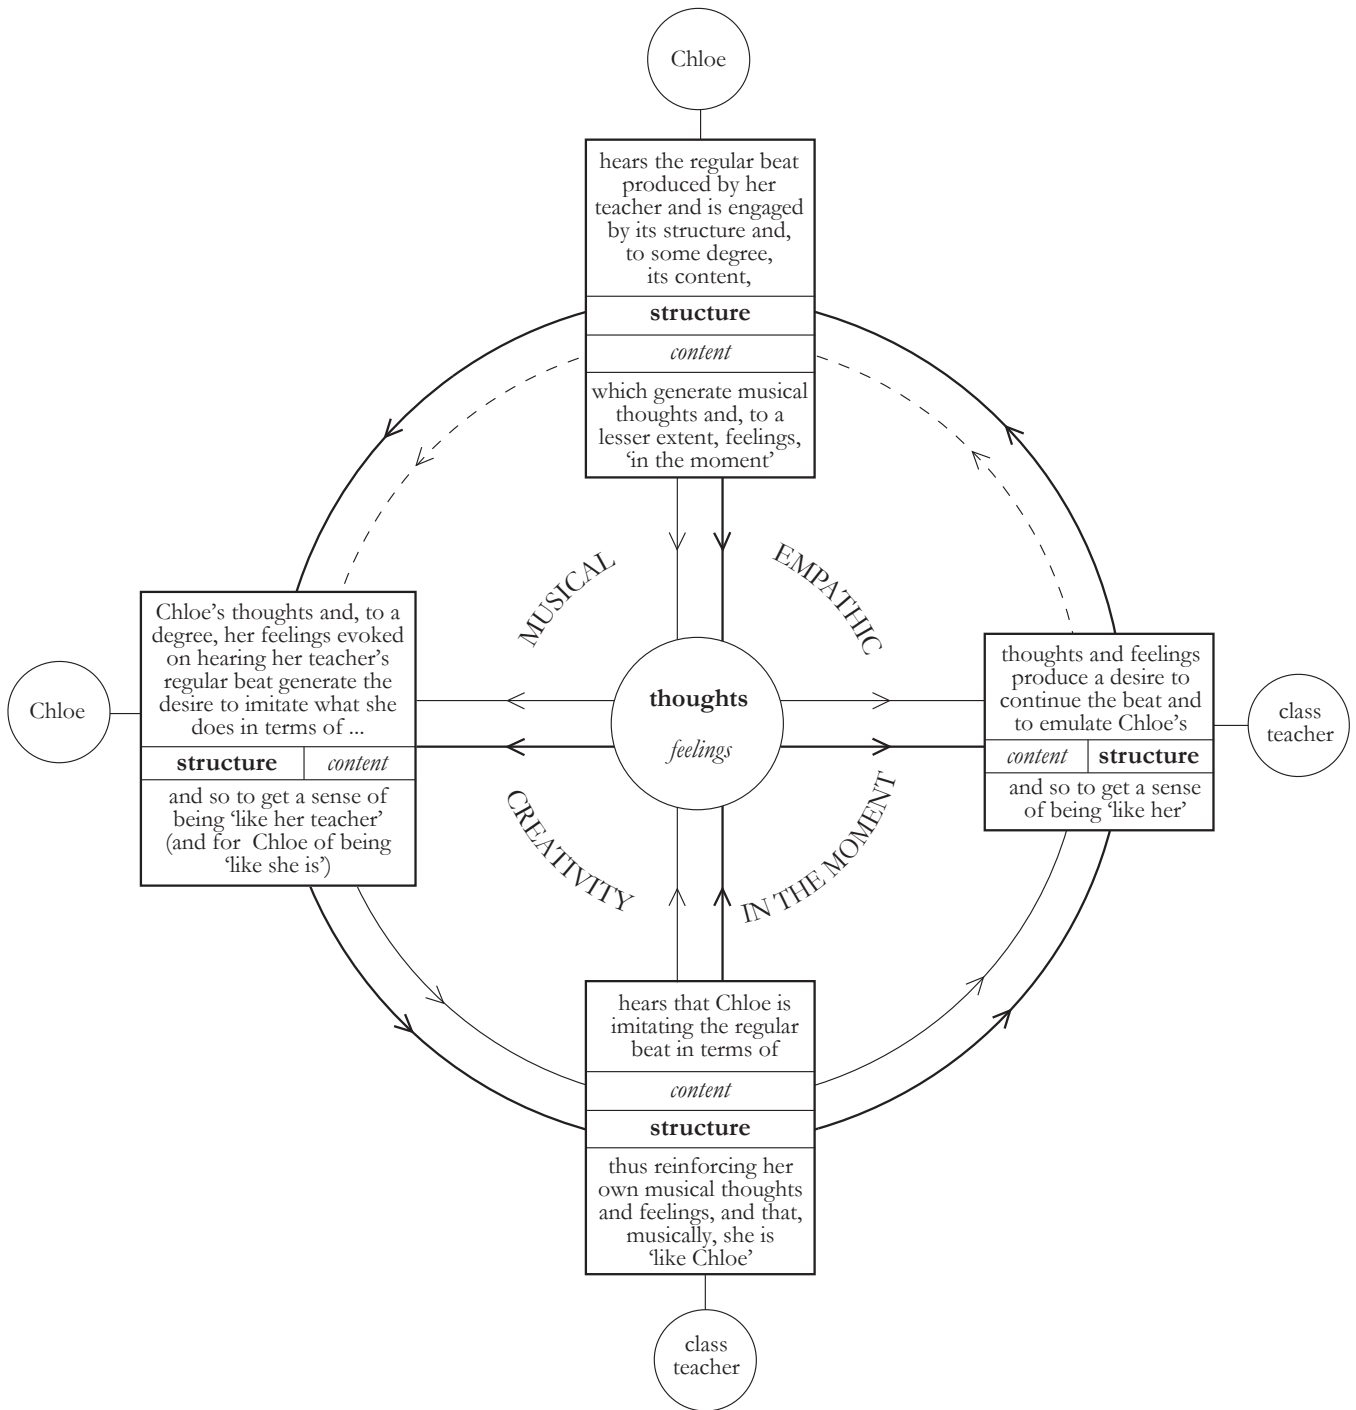 Chloe
hears the regular beat
produced by her
teacher and is engaged
by its structure and,
to some degree,
its content,
structure
content
which generate musical
thoughts and, to a
lesser extent, feelings,
‘in the moment’
MUSICAL
EMPATHIC
Chloe
Chloe’s thoughts and, to a
degree, her feelings evoked
on hearing her teacher’s
regular beat generate the
desire to imitate what she
does in terms of ...
structure
content
and so to get a sense of
being ‘like her teacher’
(and for Chloe of being
‘like she is’)
thoughts
feelings
thoughts and feelings
produce a desire to
continue the beat and
to emulate Chloe’s
content
structure
and so to get a sense
of being ‘like her’
class
teacher
CREATIVITY
IN THE MOMENT
hears that Chloe is
imitating the regular
beat in terms of
content
structure
thus reinforcing her
own musical thoughts
and feelings, and that,
musically, she is
‘like Chloe’
class
teacher